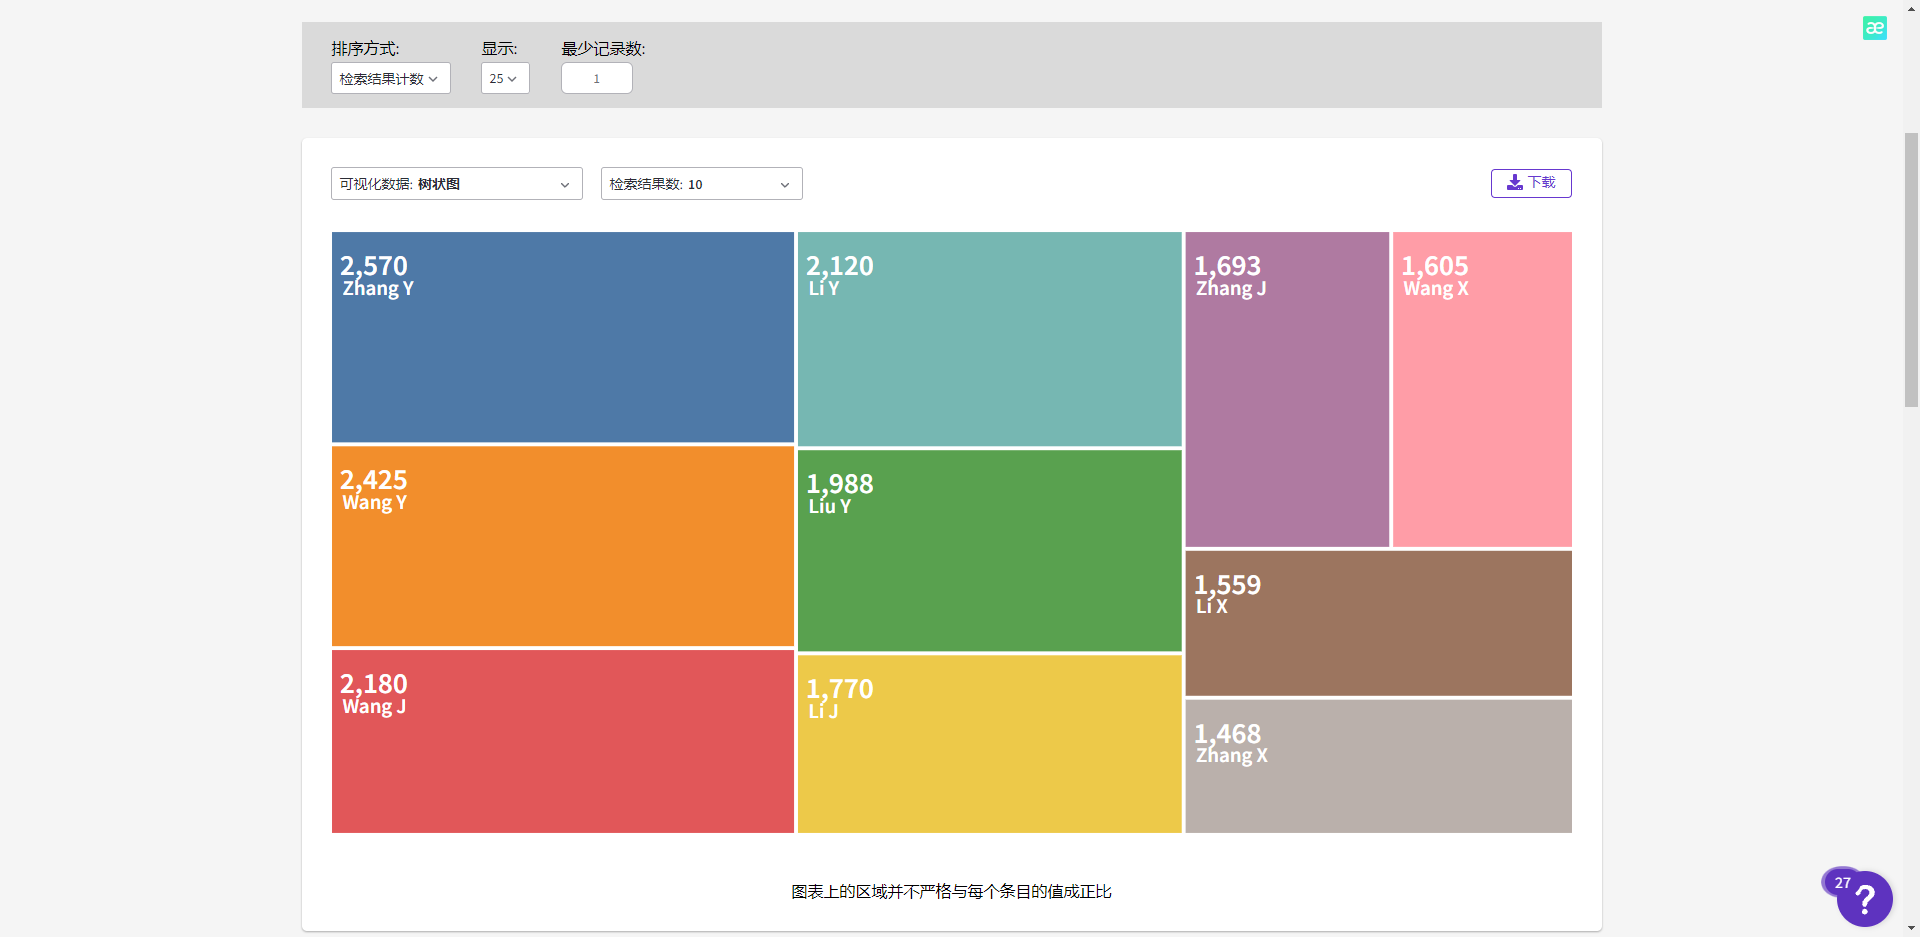 排序方式:
显示:
最少记录数:
检索结果计数
25
1
可视化数据: 树状图
检索结果数: 10
下载
2,570
Zhang Y
2,120
Li Y
1,693
Zhang J
1,605
Wang X
2,425
Wang Y
1,988
Liu Y
1,559
Li X
2,180
Wang J
1,770
Li J
1,468
Zhang X
图表上的区域并不严格与每个条目的值成正比
æ
27
?